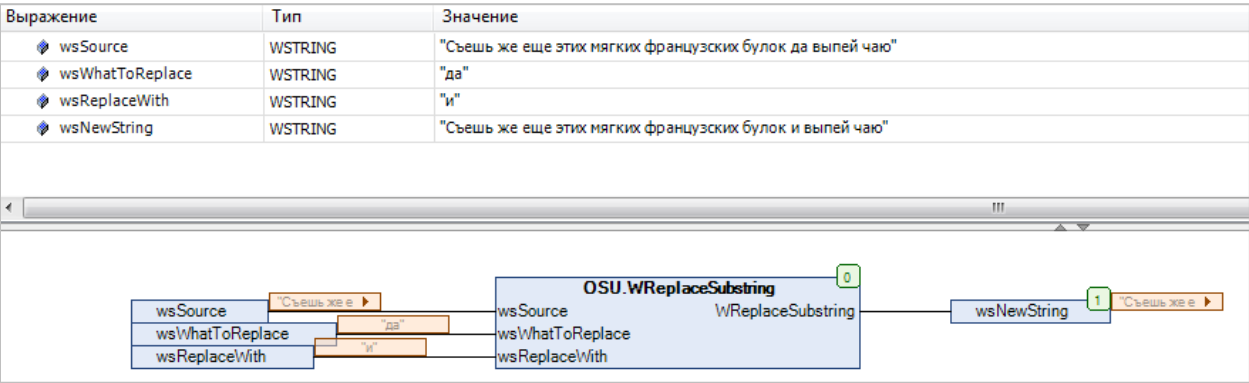 Выражение Тип Значение
wsSource WSTRING "Съешь же еще этих мягких французских булок да выпей чаю"
wsWhatToReplace WSTRING "да"
wsReplaceWith WSTRING "и"
wsNewString WSTRING "Съешь же еще этих мягких французских булок и выпей чаю"
0
OSU.WReplaceSubstring
wsSource "Съешь же е wsSource WReplaceSubstring wsNewString 1 "Съешь же е
wsWhatToReplace "да" wsWhatToReplace
wsReplaceWith "и" wsReplaceWith